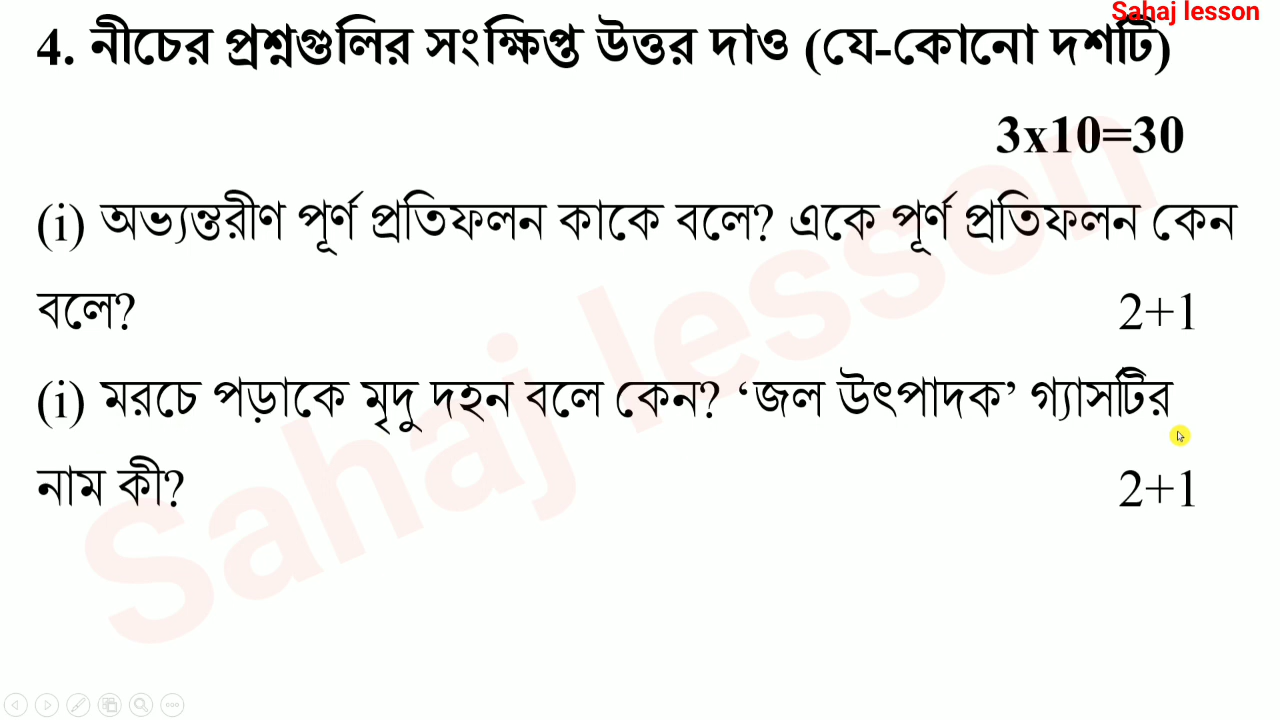 Sahaj lesson
4. নীচের প্রশ্নগুলির সংক্ষিপ্ত উত্তর দাও (যে-কোনো দশটি)
3x10=30
(i) অভ্যন্তরীণ পূর্ণ প্রতিফলন কাকে বলে? একে পূর্ণ প্রতিফলন কেন
বলে? 2+1
(i) মরচে পড়াকে মৃদু দহন বলে কেন? ‘জল উৎপাদক’ গ্যাসটির
নাম কী? 2+1
Sahaj lesson